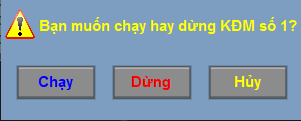 Bạn muốn chạy hay dừng KĐM số 1?
Chạy Dừng Hủy